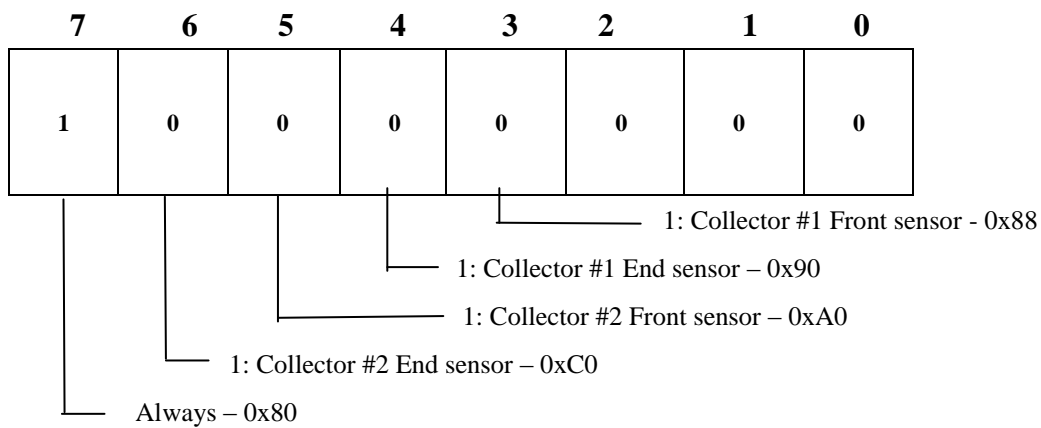 7 6 5 4 3 2 1 0
1 0 0 0 0 0 0 0
1: Collector #1 Front sensor - 0x88
1: Collector #1 End sensor – 0x90
1: Collector #2 Front sensor – 0xA0
1: Collector #2 End sensor – 0xC0
Always – 0x80